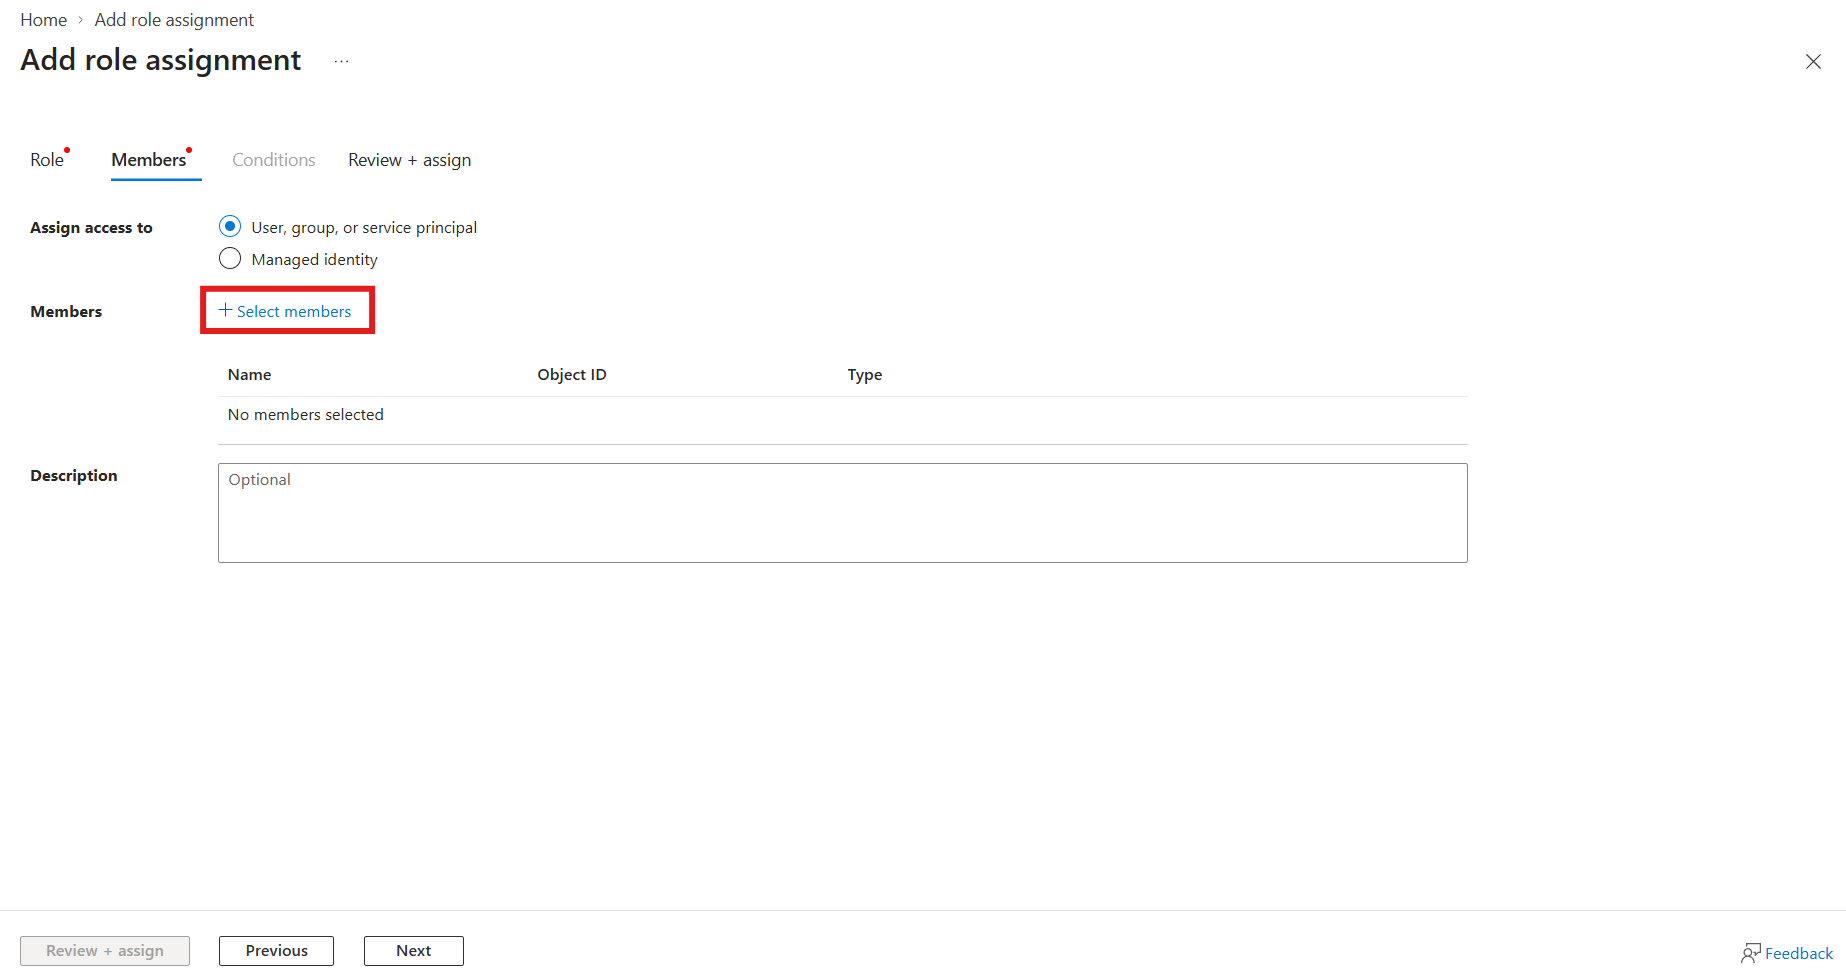 Home › Add role assignment
Add role assignment ...
Role Members Conditions Review + assign
Assign access to
User, group, or service principal
Managed identity
Members
+ Select members
Name Object ID Type
No members selected
Description
Optional
Review + assign Previous Next Feedback